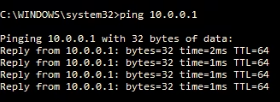 C:\WINDOWS\system32>ping 10.0.0.1
Pinging 10.0.0.1 with 32 bytes of data:
Reply from 10.0.0.1: bytes=32 time=2ms TTL=64
Reply from 10.0.0.1: bytes=32 time=1ms TTL=64
Reply from 10.0.0.1: bytes=32 time=1ms TTL=64
Reply from 10.0.0.1: bytes=32 time=2ms TTL=64